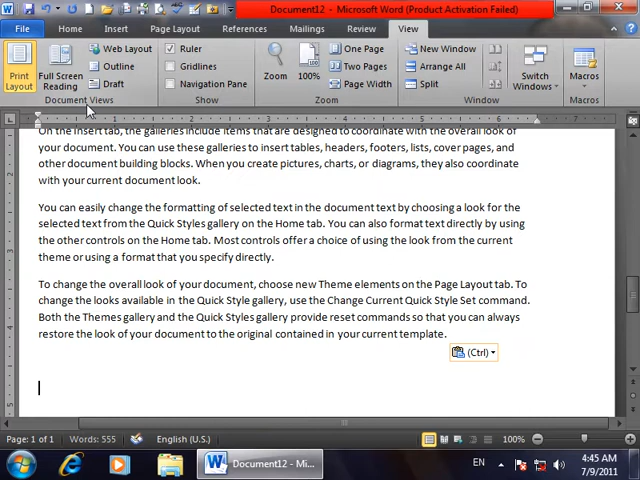 Document12 - Microsoft Word (Product Activation Failed)
File Home Insert Page Layout References Mailings Review View
Print Layout
Full Screen Reading
Web Layout
Outline
Draft
Document Views
Ruler
Gridlines
Navigation Pane
Show
Zoom
100%
One Page
Two Pages
Page Width
Zoom
New Window
Arrange All
Split
Window
Switch Windows
Macros
Macros
1 1 2 3 4 5 6 7
On the Insert tab, the galleries include items that are designed to coordinate with the overall look of
your document. You can use these galleries to insert tables, headers, footers, lists, cover pages, and
other document building blocks. When you create pictures, charts, or diagrams, they also coordinate
with your current document look.
You can easily change the formatting of selected text in the document text by choosing a look for the
selected text from the Quick Styles gallery on the Home tab. You can also format text directly by using
the other controls on the Home tab. Most controls offer a choice of using the look from the current
theme or using a format that you specify directly.
To change the overall look of your document, choose new Theme elements on the Page Layout tab. To
change the looks available in the Quick Style gallery, use the Change Current Quick Style Set command.
Both the Themes gallery and the Quick Styles gallery provide reset commands so that you can always
restore the look of your document to the original contained in your current template.
(Ctrl)
2
3
4
5
Page: 1 of 1 Words: 555 English (U.S.) 100%
Document12 - Mi...
EN
4:45 AM
7/9/2011